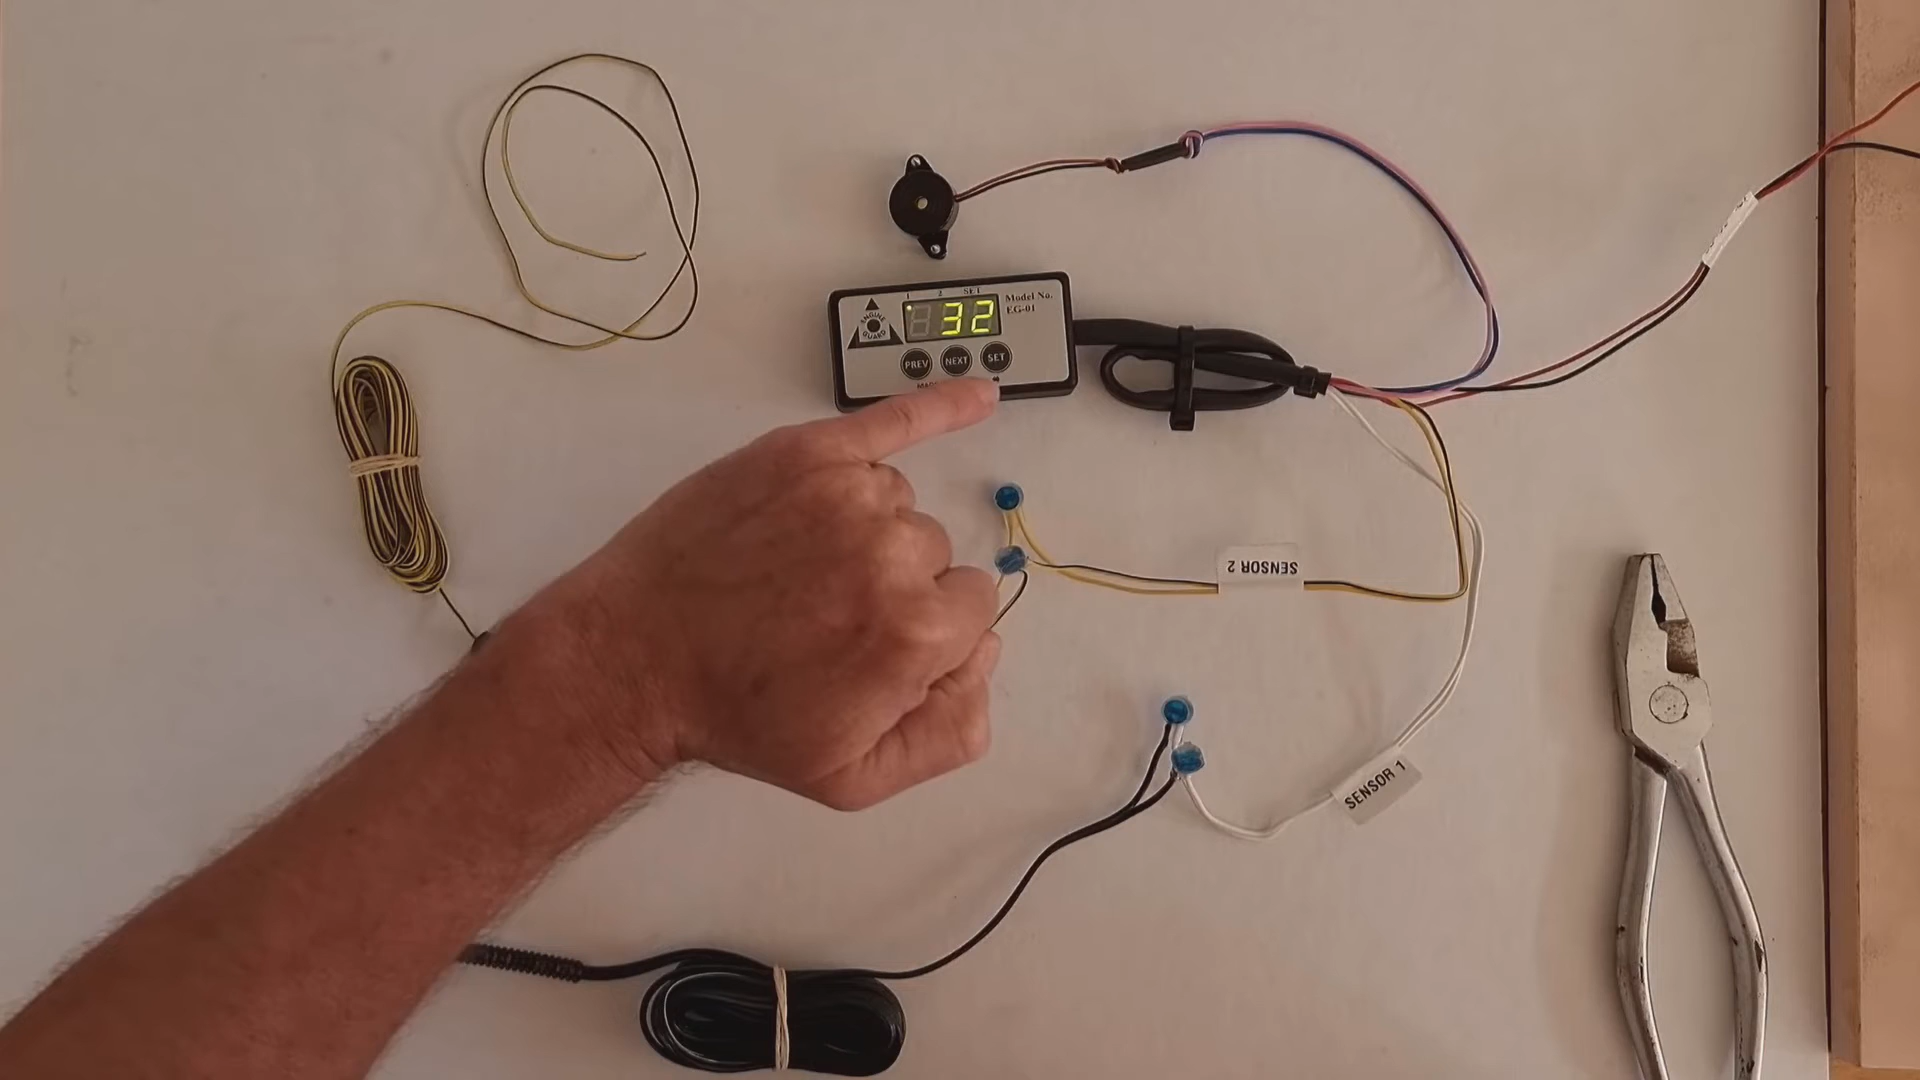 1 2 SET
Model No.
EG-01
32
ENGINE
GUARD
PREV NEXT SET
SENSOR 2
SENSOR 1